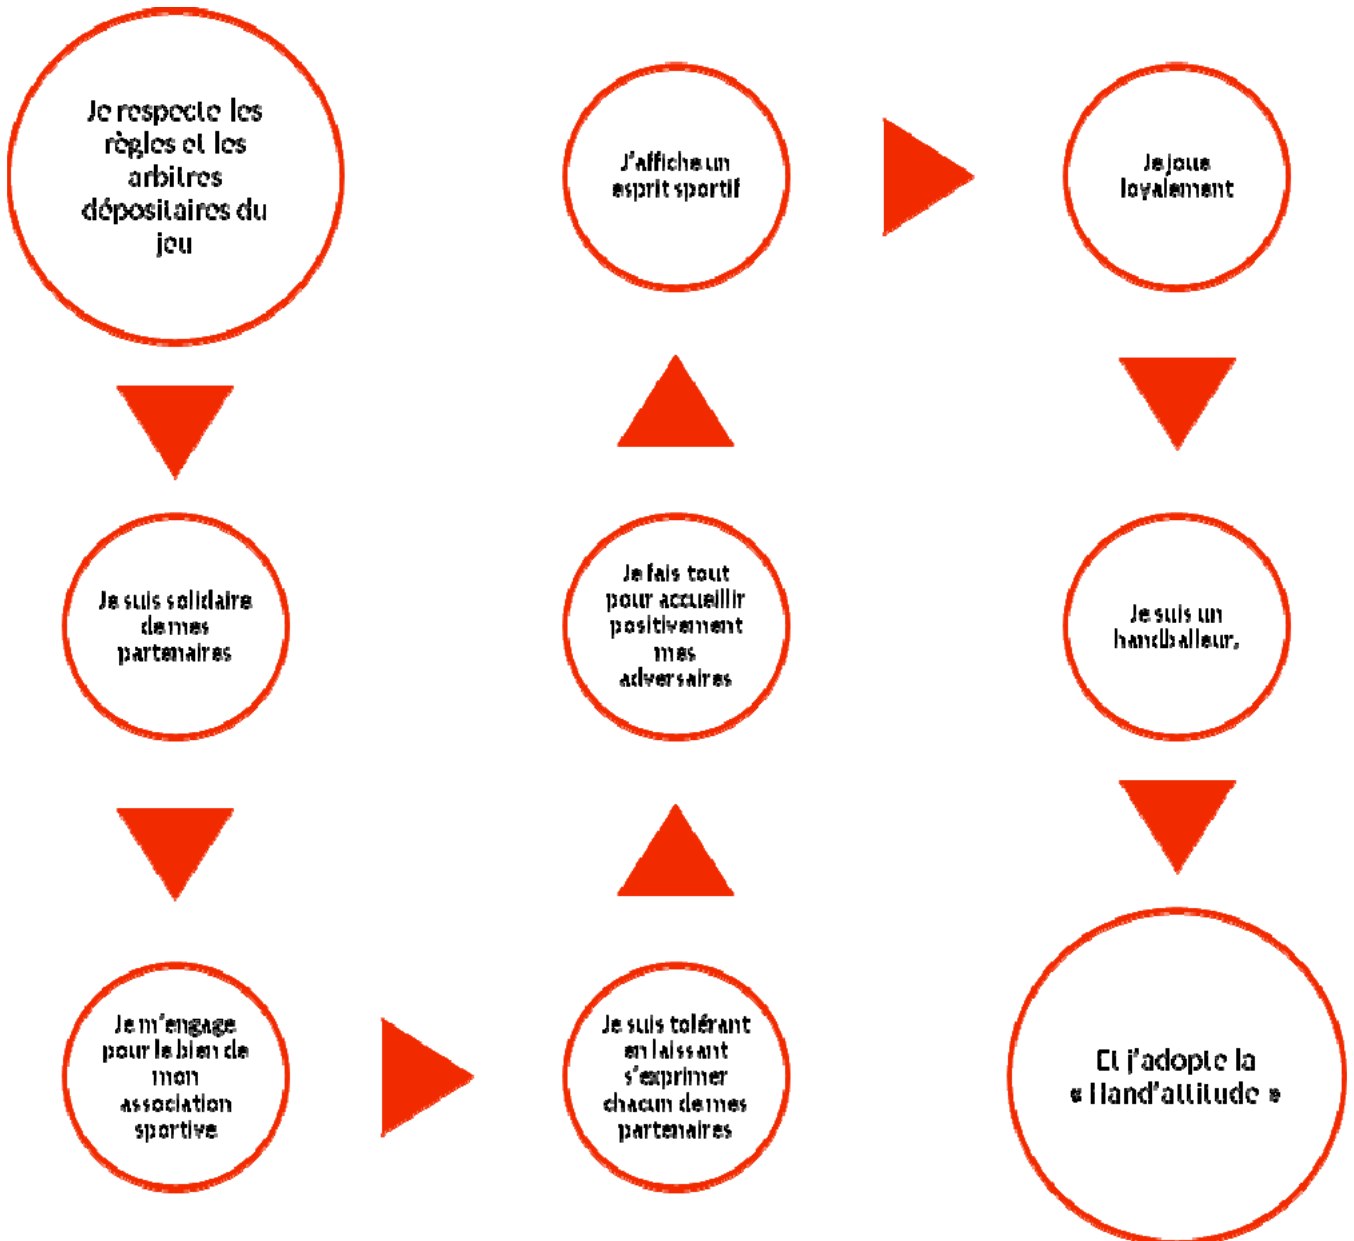 Je respecte les
règles et les
arbitres
dépositaires du
jeu
Je suis solidaire
de mes
partenaires
Je m'engage
pour le bien de
mon
association
sportive
Je suis tolérant
en laissant
s'exprimer
chacun de mes
partenaires
Je fais tout
pour accueillir
positivement
mes
adversaires
J'affiche un
esprit sportif
Je joue
loyalement
Je suis un
handballeur,
Et j'adopte la
« Hand'attitude »